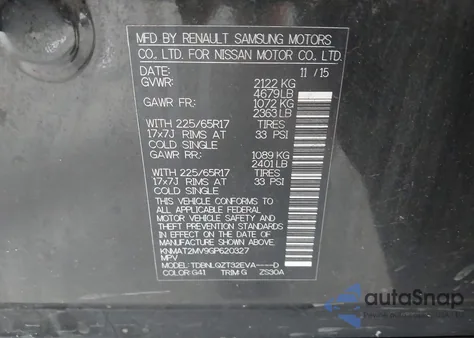 MFD BY RENAULT SAMSUNG MOTORS
CO., LTD. FOR NISSAN MOTOR CO., LTD.
DATE: 11 / 15
GVWR: 2122 KG
4679 LB
GAWR FR: 1072 KG
2363 LB
WITH 225/65R17 TIRES
17x7J RIMS AT 33 PSI
COLD SINGLE
GAWR RR: 1089 KG
2401 LB
WITH 225/65R17 TIRES
17x7J RIMS AT 33 PSI
COLD SINGLE
THIS VEHICLE CONFORMS TO
ALL APPLICABLE FEDERAL
MOTOR VEHICLE SAFETY AND
THEFT PREVENTION STANDARDS
IN EFFECT ON THE DATE OF
MANUFACTURE SHOWN ABOVE.
KNMAT2MV9GP620327
MPV
MODEL: TDBNLQZT32EVA----D
COLOR: G41 TRIM: G ZS30A
autoSnap
Powered by AutoSnap